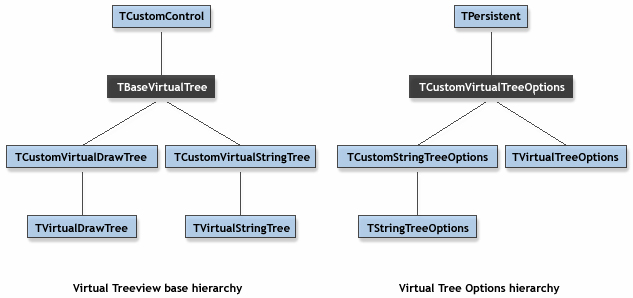 TCustomControl
TBaseVirtualTree
TCustomVirtualDrawTree
TCustomVirtualStringTree
TVirtualDrawTree
TVirtualStringTree
Virtual Treeview base hierarchy
TPersistent
TCustomVirtualTreeOptions
TCustomStringTreeOptions
TVirtualTreeOptions
TStringTreeOptions
Virtual Tree Options hierarchy